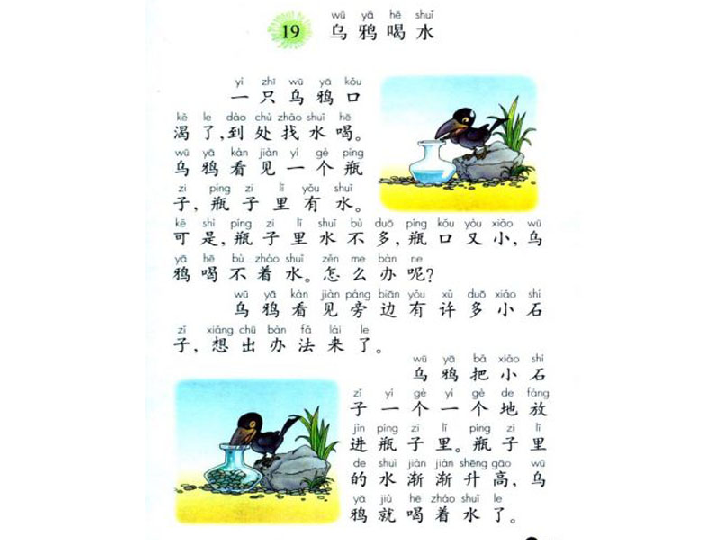 wū yā hē shuǐ
19 乌鸦喝水
yì zhī wū yā kǒu
一只乌鸦口
kě le dào chù zhǎo shuǐ hē
渴了,到处找水喝。
wū yā kàn jiàn yí gè píng
乌鸦看见一个瓶
zi píng zi lǐ yǒu shuǐ
子,瓶子里有水。
kě shì píng zi lǐ shuǐ bù duō píng kǒu yòu xiǎo wū
可是,瓶子里水不多,瓶口又小,乌
yā hē bù zháo shuǐ zěn me bàn ne
鸦喝不着水。怎么办呢?
wū yā kàn jiàn páng biān yǒu xǔ duō xiǎo shí
乌鸦看见旁边有许多小石
zǐ xiǎng chū bàn fǎ lái le
子,想出办法来了。
wū yā bǎ xiǎo shí
乌鸦把小石
zǐ yí gè yí gè de fàng
子一个一个地放
jìn píng zi lǐ píng zi lǐ
进瓶子里。瓶子里
de shuǐ jiàn jiàn shēng gāo wū
的水渐渐升高,乌
yā jiù hē zháo shuǐ le
鸦就喝着水了。